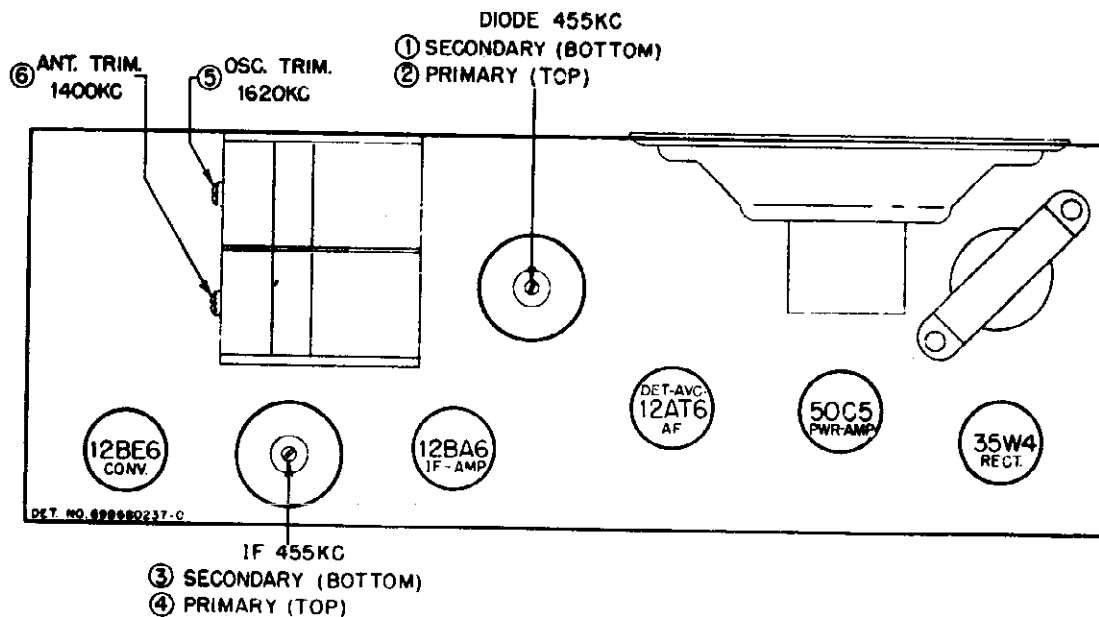 DIODE 455KC
① SECONDARY (BOTTOM)
② PRIMARY (TOP)
⑥ ANT. TRIM.
1400KC
⑤ OSC. TRIM.
1620KC
DET-AVC-
12AT6
AF
50C5
PWR-AMP
12BE6
CONV.
12BA6
IF-AMP
35W4
RECT.
DET. NO.
IF 455KC
③ SECONDARY (BOTTOM)
④ PRIMARY (TOP)